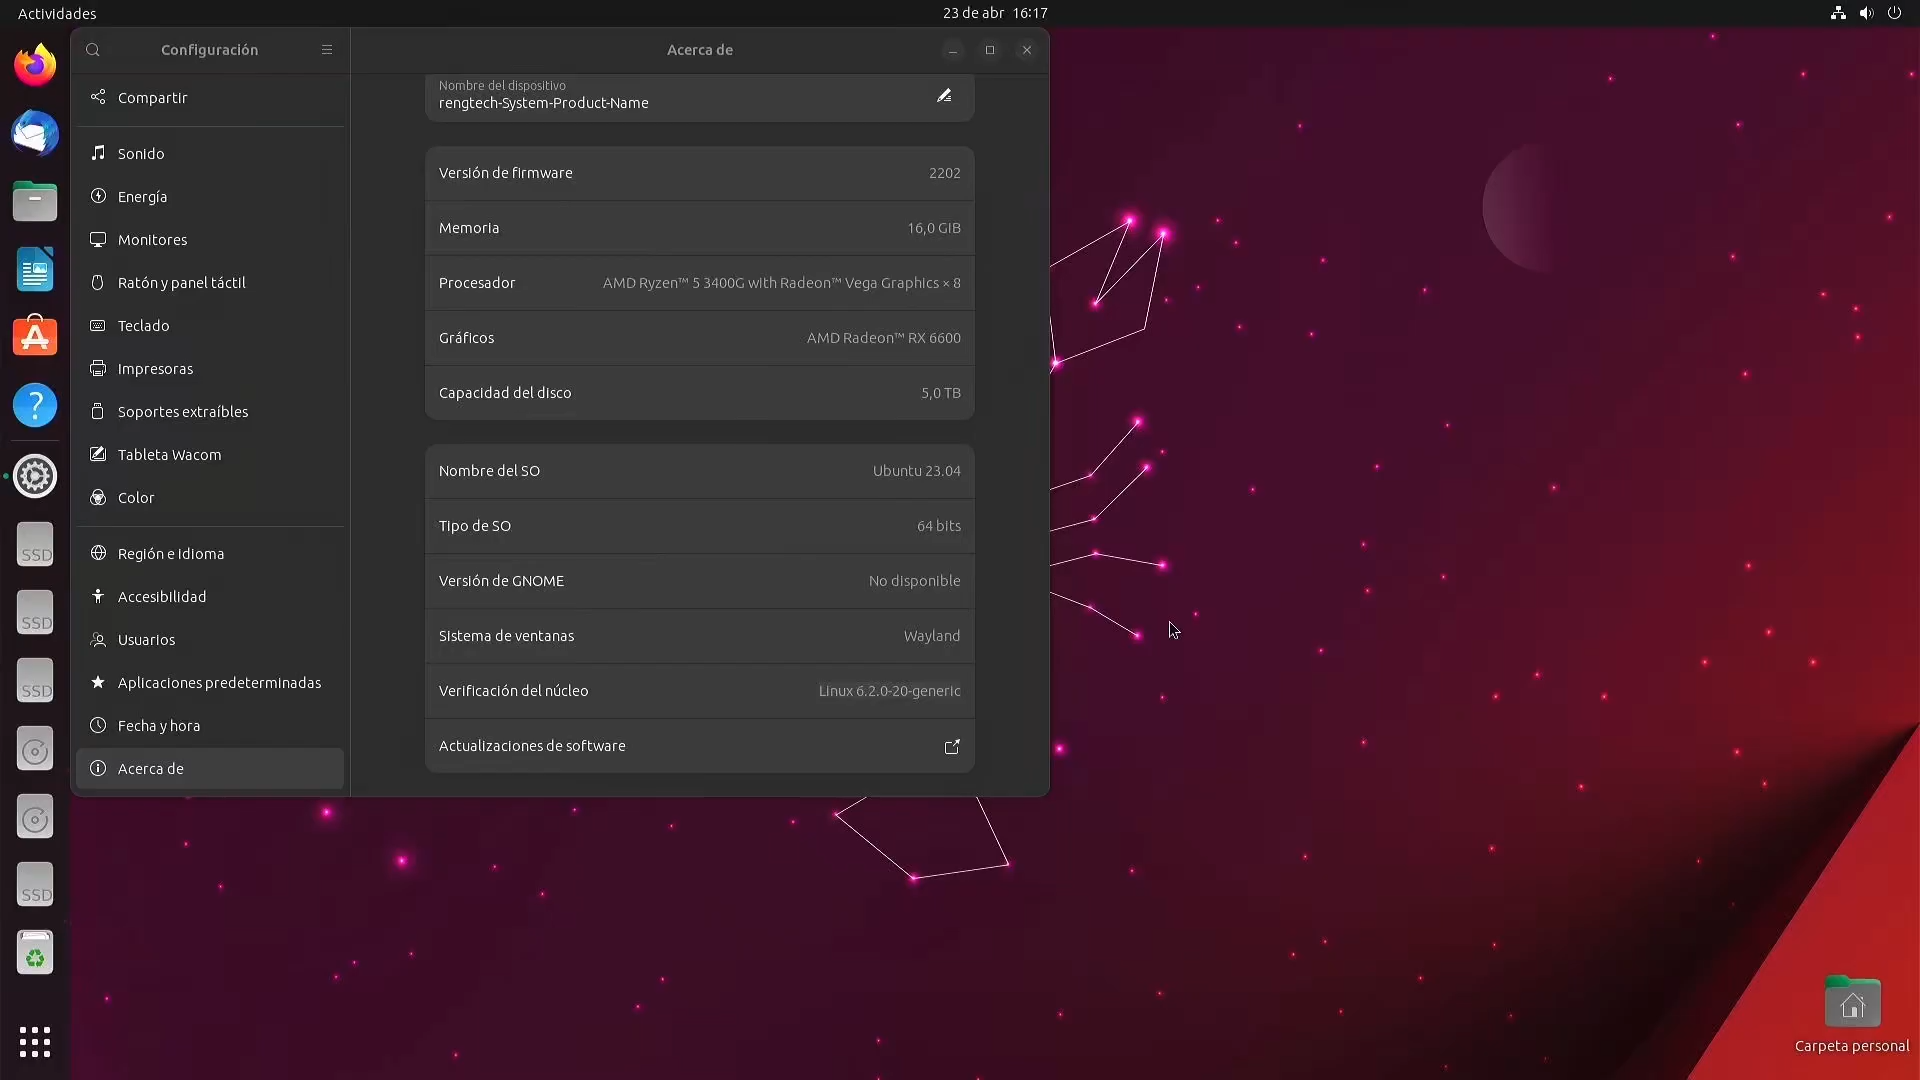 Actividades
23 de abr 16:17
Configuración
Acerca de
Compartir
Sonido
Energía
Monitores
Ratón y panel táctil
Teclado
Impresoras
Soportes extraíbles
Tableta Wacom
Color
Región e idioma
Accesibilidad
Usuarios
Aplicaciones predeterminadas
Fecha y hora
Acerca de
Nombre del dispositivo
rengtech-System-Product-Name
Versión de firmware 2202
Memoria 16,0 GiB
Procesador AMD Ryzen™ 5 3400G with Radeon™ Vega Graphics × 8
Gráficos AMD Radeon™ RX 6600
Capacidad del disco 5,0 TB
Nombre del SO Ubuntu 23.04
Tipo de SO 64 bits
Versión de GNOME No disponible
Sistema de ventanas Wayland
Verificación del núcleo Linux 6.2.0-20-generic
Actualizaciones de software
SSD
SSD
SSD
SSD
Carpeta personal